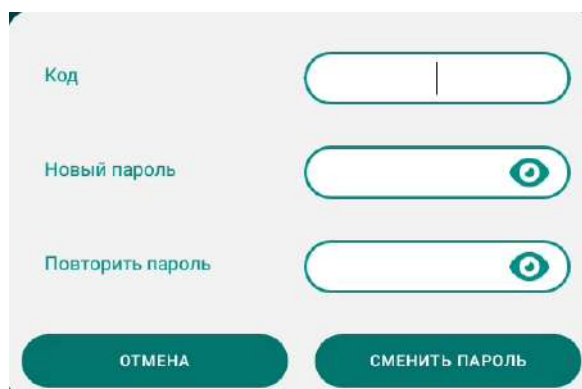 Код
Новый пароль
Повторить пароль
ОТМЕНА
СМЕНИТЬ ПАРОЛЬ